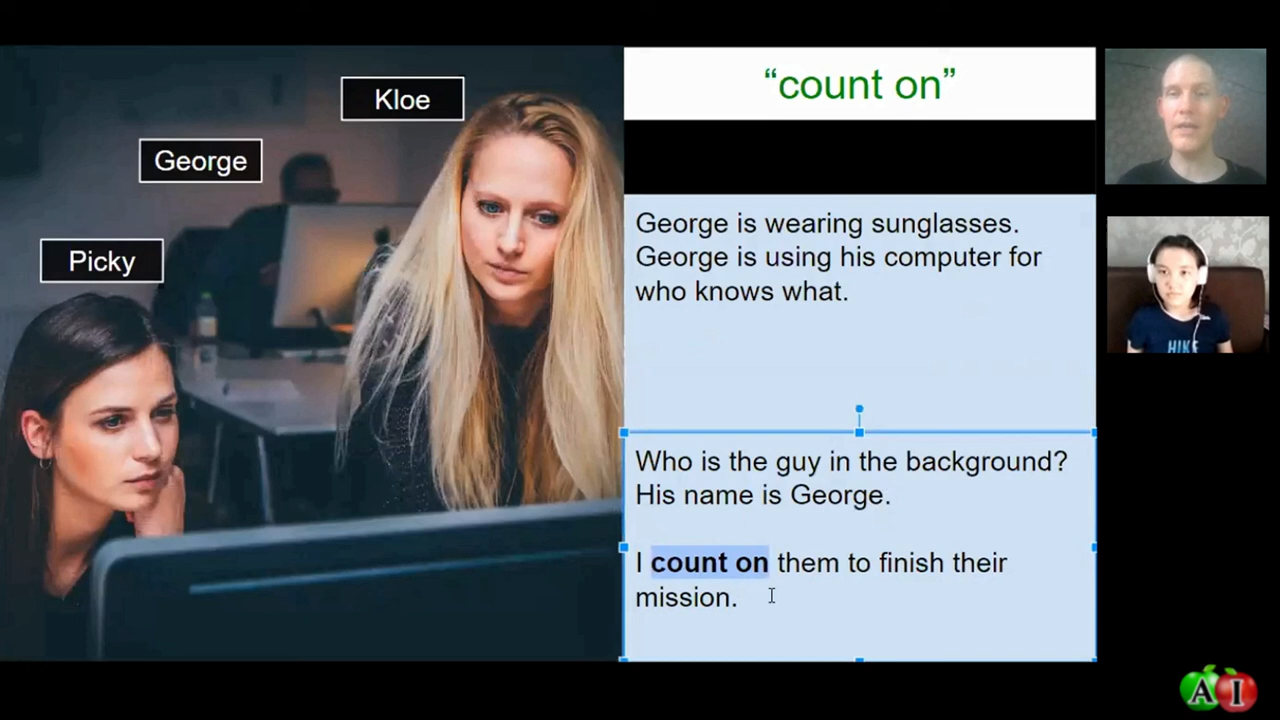 Kloe
George
Picky
“count on”
George is wearing sunglasses.
George is using his computer for
who knows what.
Who is the guy in the background?
His name is George.
I count on them to finish their
mission.
HIKE
A I